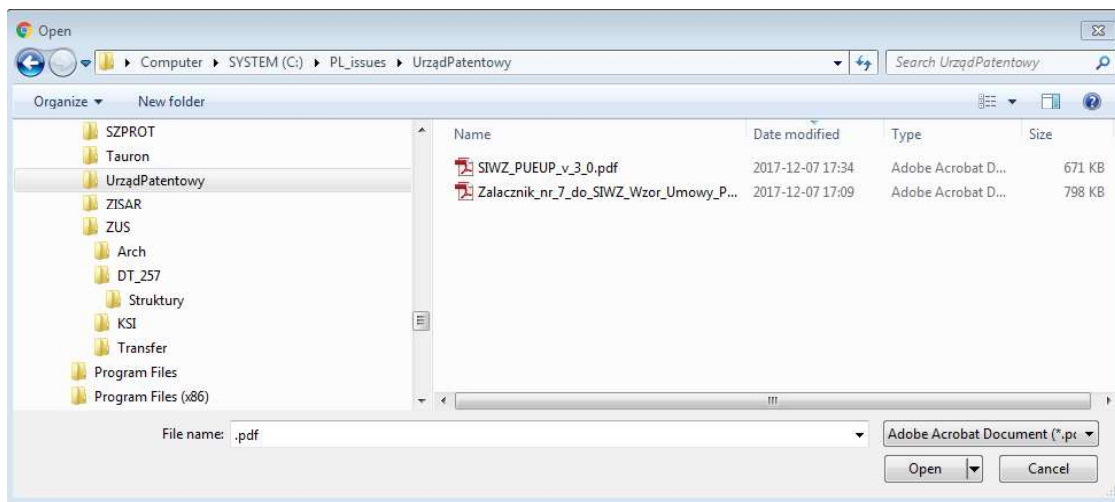 Open
Computer SYSTEM (C:) PL_issues UrządPatentowy
Search UrządPatentowy
Organize New folder
SZPROT
Tauron
UrządPatentowy
ZISAR
ZUS
Arch
DT_257
Struktury
KSI
Transfer
Program Files
Program Files (x86)
Name Date modified Type Size
SIWZ_PUEUP_v_3_0.pdf 2017-12-07 17:34 Adobe Acrobat D... 671 KB
Zalacznik_nr_7_do_SIWZ_Wzor_Umowy_P... 2017-12-07 17:09 Adobe Acrobat D... 798 KB
File name: .pdf
Adobe Acrobat Document (*.pc
Open Cancel